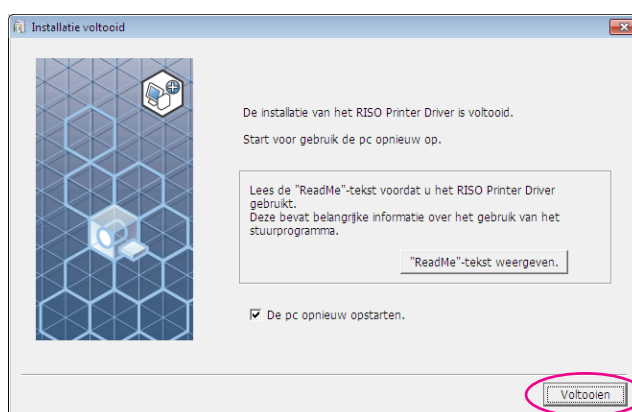 Installatie voltooid
De installatie van het RISO Printer Driver is voltooid.
Start voor gebruik de pc opnieuw op.
Lees de "ReadMe"-tekst voordat u het RISO Printer Driver
gebruikt.
Deze bevat belangrijke informatie over het gebruik van het
stuurprogramma.
"ReadMe"-tekst weergeven.
De pc opnieuw opstarten.
Voltooien